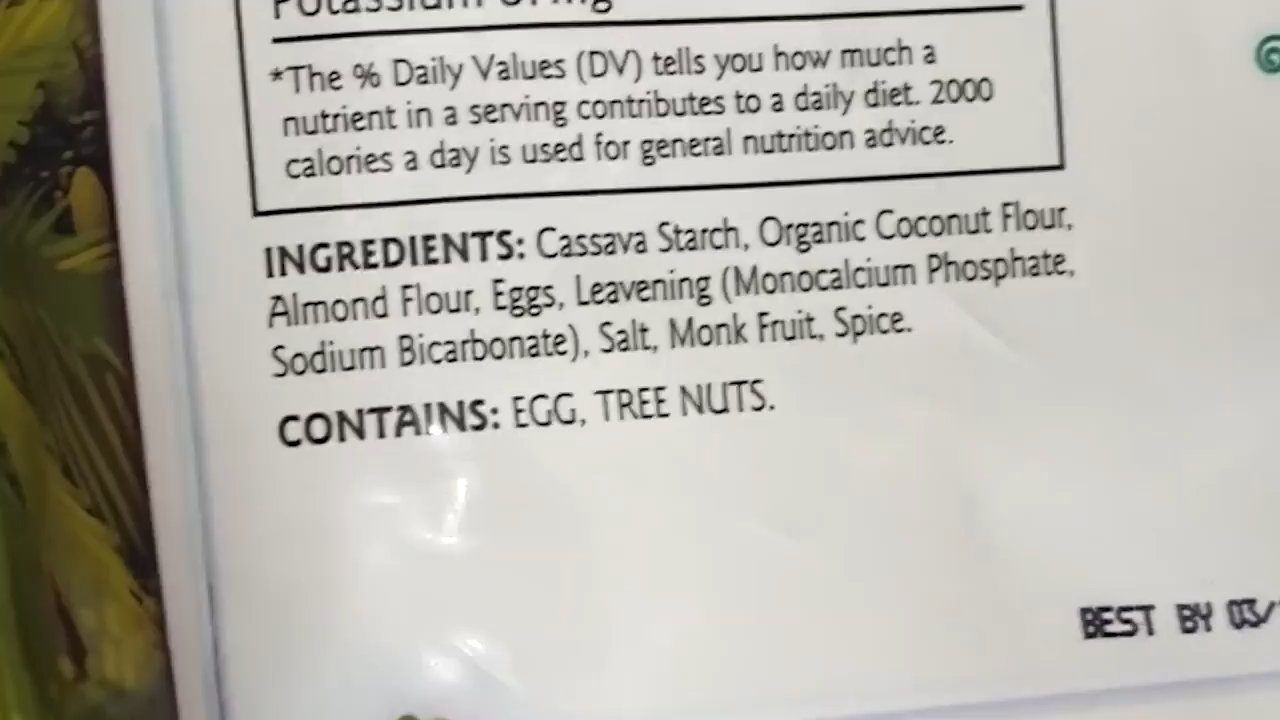 Potassium
*The % Daily Values (DV) tells you how much a
nutrient in a serving contributes to a daily diet. 2000
calories a day is used for general nutrition advice.
INGREDIENTS: Cassava Starch, Organic Coconut Flour,
Almond Flour, Eggs, Leavening (Monocalcium Phosphate,
Sodium Bicarbonate), Salt, Monk Fruit, Spice.
CONTAINS: EGG, TREE NUTS.
BEST BY 03/